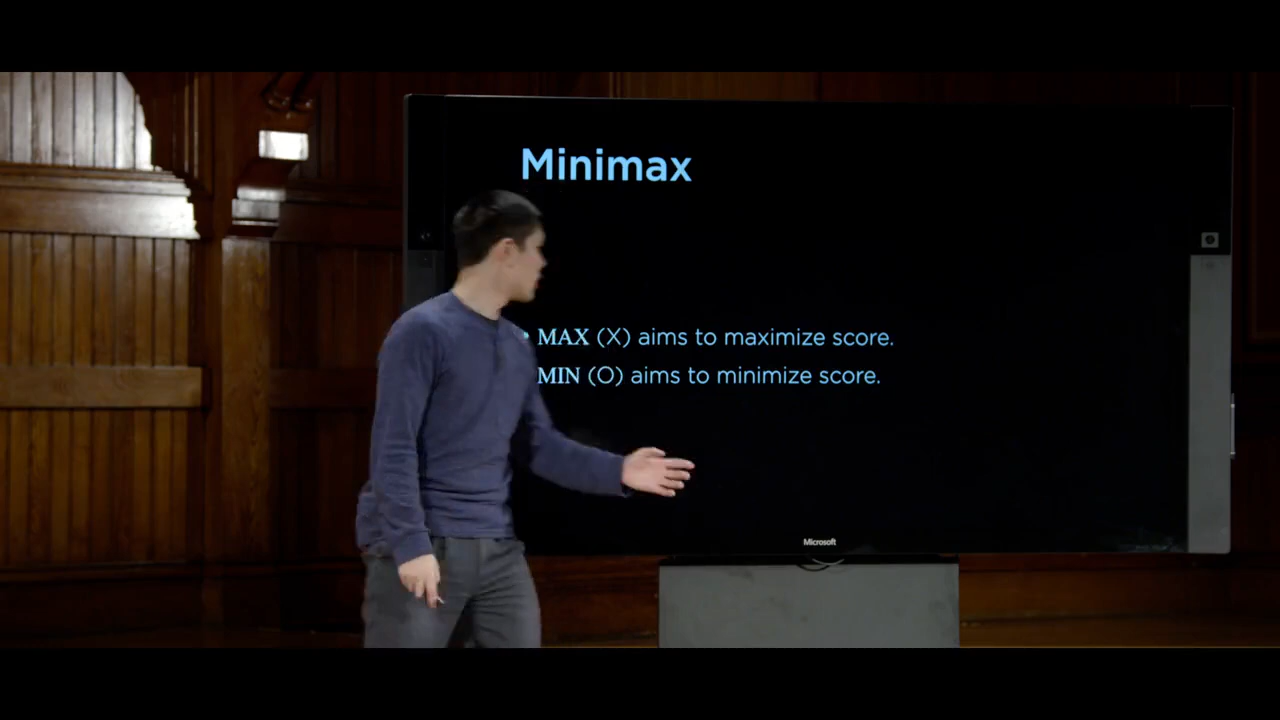 Minimax
• MAX (X) aims to maximize score.
MIN (O) aims to minimize score.
Microsoft